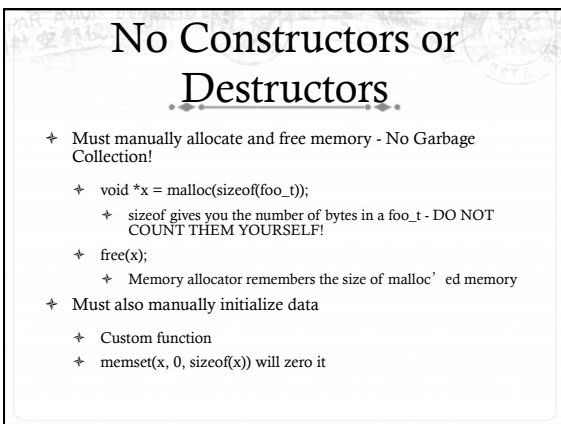 No Constructors or
Destructors
Must manually allocate and free memory - No Garbage
Collection!
void *x = malloc(sizeof(foo_t));
sizeof gives you the number of bytes in a foo_t - DO NOT
COUNT THEM YOURSELF!
free(x);
Memory allocator remembers the size of malloc’ ed memory
Must also manually initialize data
Custom function
memset(x, 0, sizeof(x)) will zero it